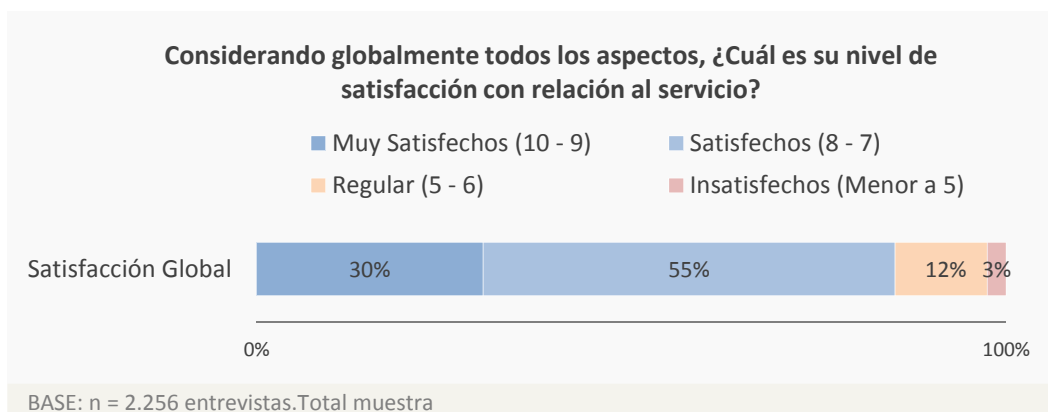 Considerando globalmente todos los aspectos, ¿Cuál es su nivel de
satisfacción con relación al servicio?
Muy Satisfechos (10 - 9)
Satisfechos (8 - 7)
Regular (5 - 6)
Insatisfechos (Menor a 5)
Satisfacción Global
30%
55%
12%
3%
0%
100%
BASE: n = 2.256 entrevistas.Total muestra